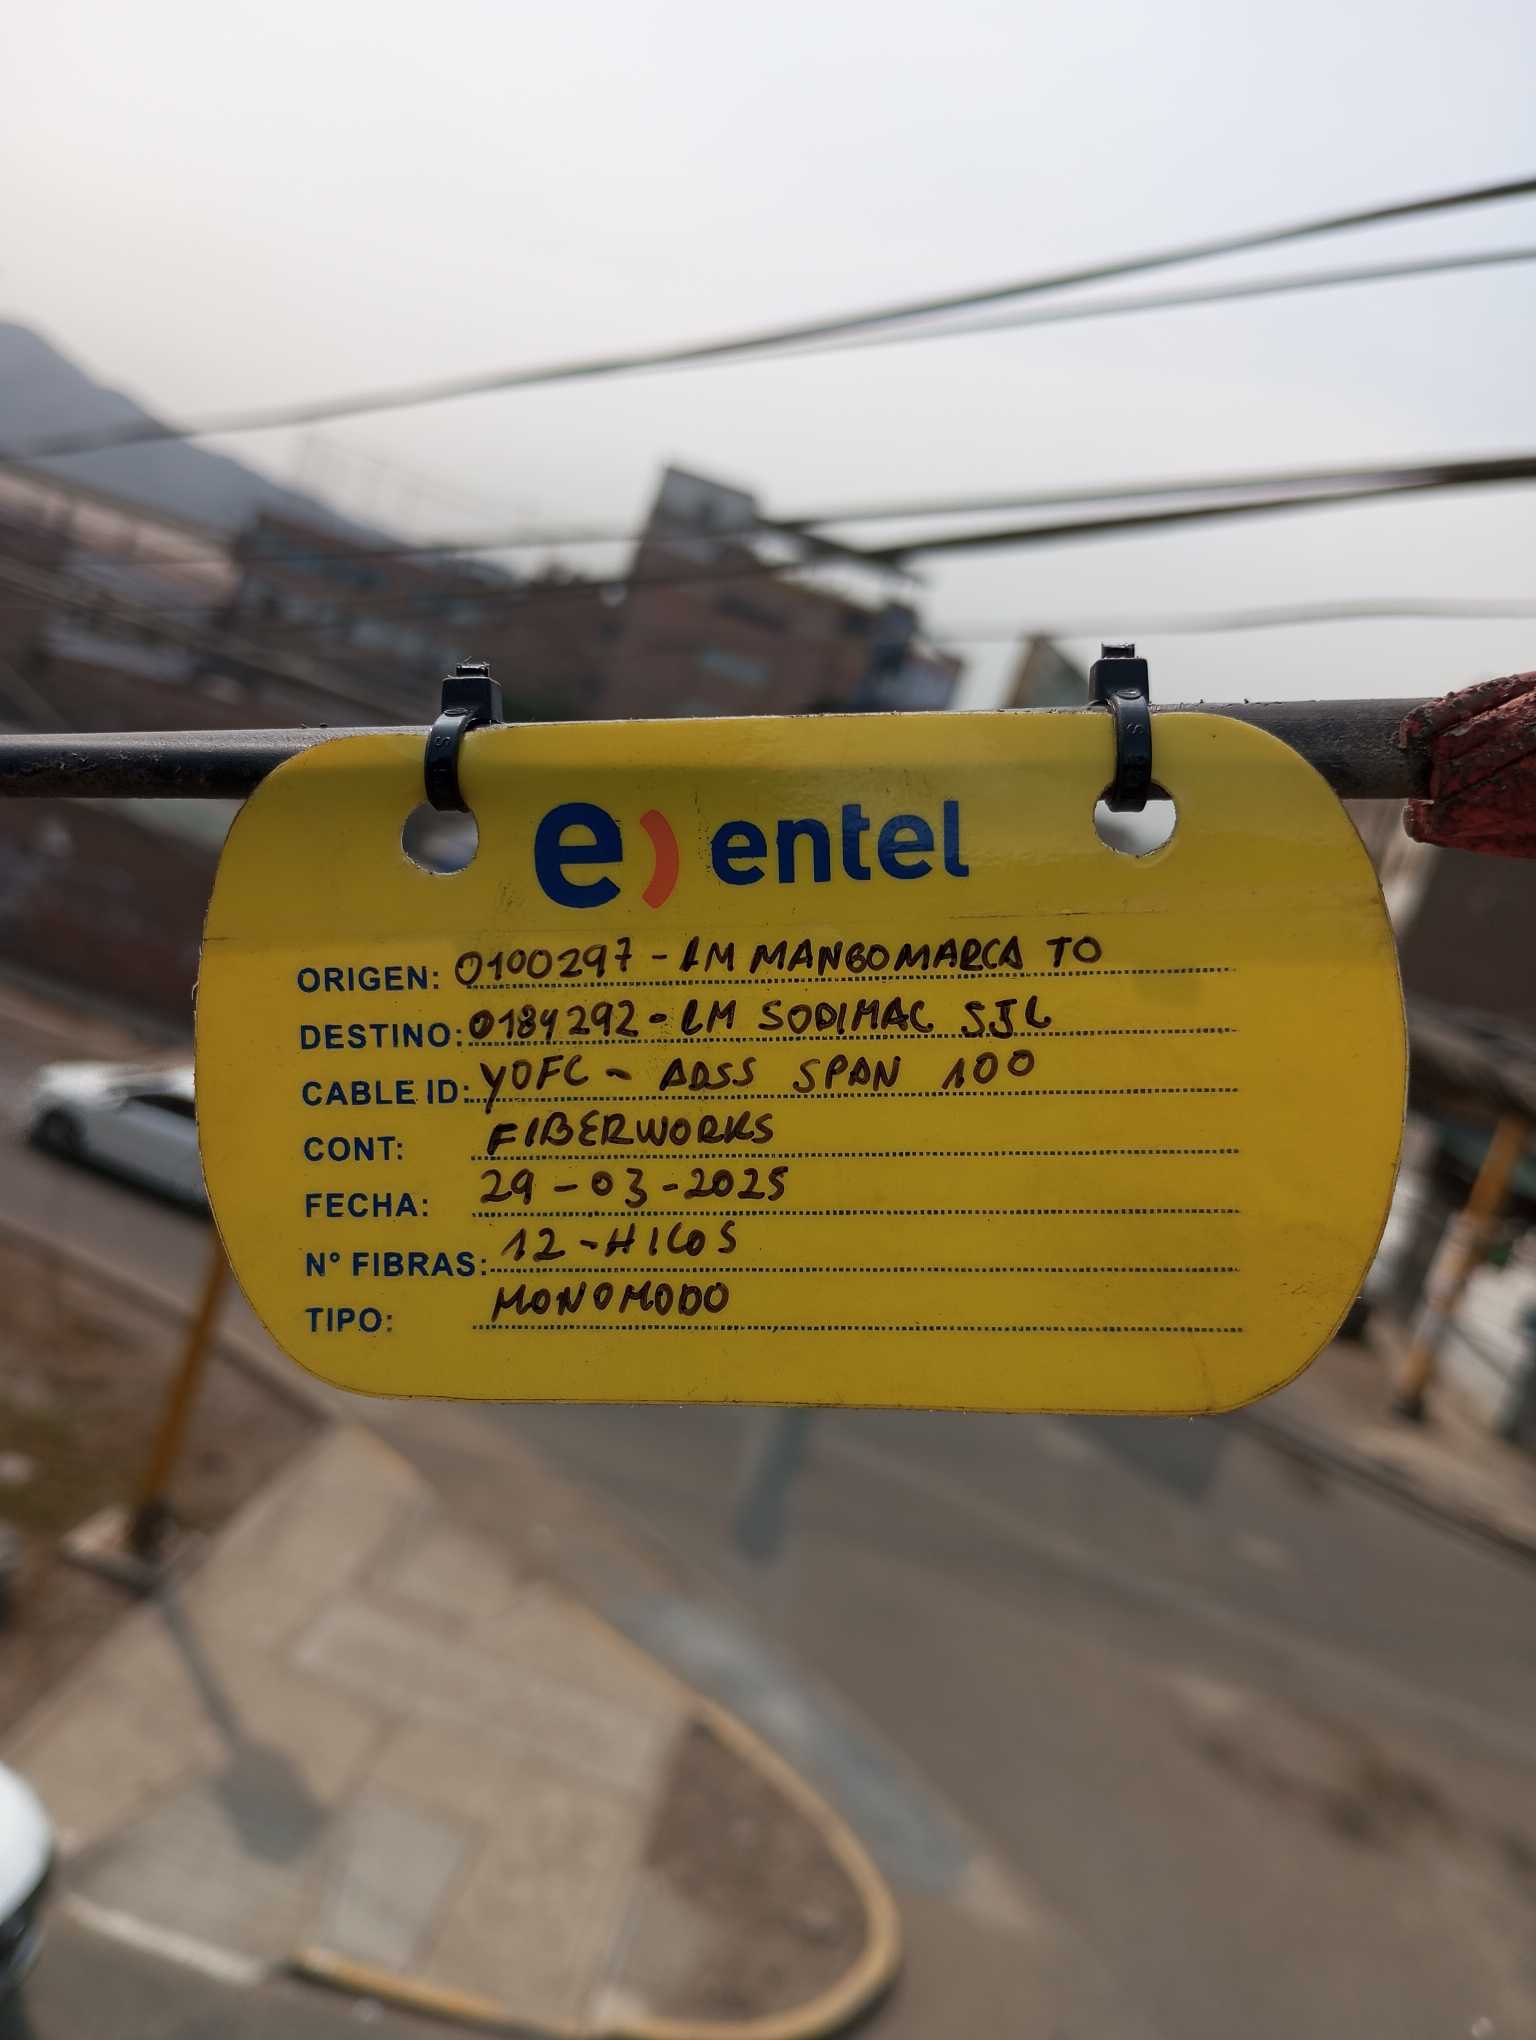 e) entel
ORIGEN: 0100297 - LM MANGOMARCA TO
DESTINO: 0184292 - LM SODIMAC SJL
CABLE ID: YOFC - ADSS SPAN 100
CONT: FIBERWORKS
FECHA: 29-03-2025
N° FIBRAS: 12 - HILOS
TIPO: MONOMODO